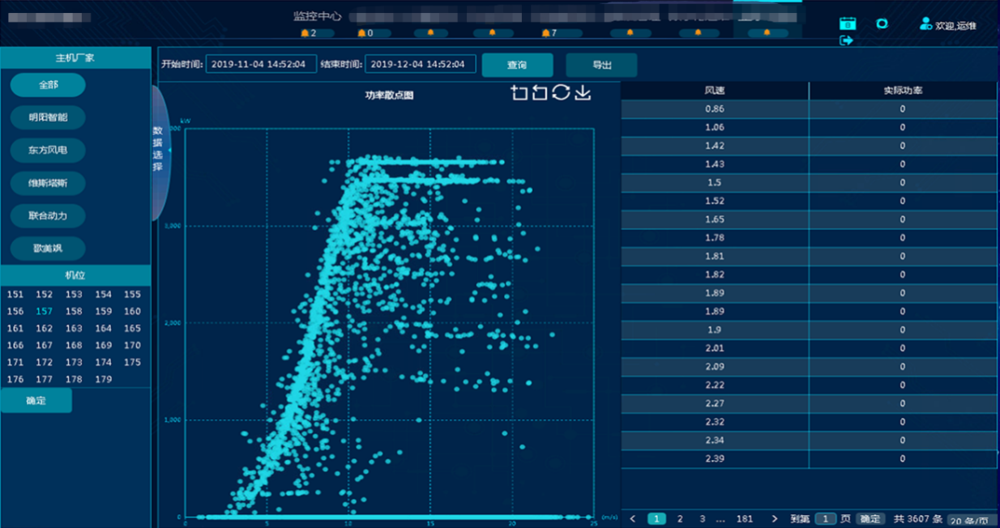 监控中心
2 0 7
欢迎,运维
主机厂家
全部
明阳智能
东方风电
维斯塔斯
联合动力
歌美飒
机位
151 152 153 154 155
156 157 158 159 160
161 162 163 164 165
166 167 168 169 170
171 172 173 174 175
176 177 178 179
确定
数据选择
开始时间: 2019-11-04 14:52:04 结束时间: 2019-12-04 14:52:04 查询 导出
功率散点图
kW
,000
3,000
2,000
1,000
0
0 5 10 15 20 25 (m/s)
风速 实际功率
0.86 0
1.06 0
1.42 0
1.43 0
1.5 0
1.52 0
1.65 0
1.78 0
1.81 0
1.82 0
1.89 0
1.89 0
1.9 0
2.01 0
2.09 0
2.22 0
2.27 0
2.32 0
2.34 0
2.39 0
< 1 2 3 ... 181 > 到第 1 页 确定 共 3607 条 20 条/页